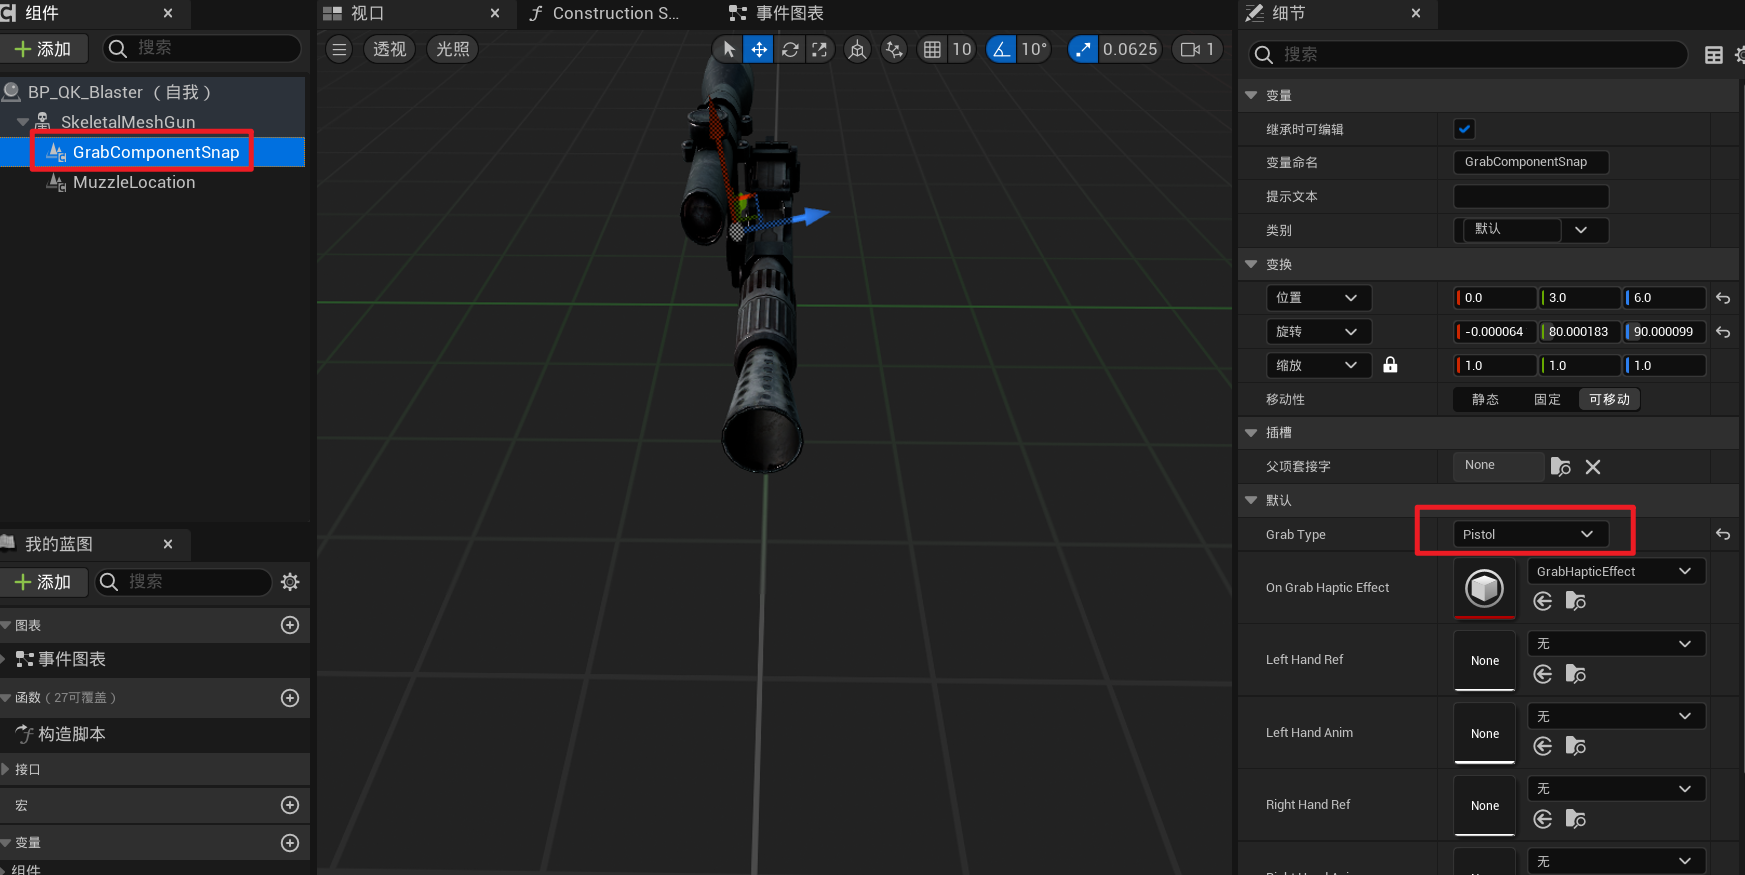 组件
添加
搜索
BP_QK_Blaster （自我）
SkeletalMeshGun
GrabComponentSnap
MuzzleLocation
我的蓝图
添加
搜索
图表
事件图表
函数（27可覆盖）
构造脚本
接口
宏
变量
组件
视口
Construction S...
事件图表
透视
光照
10
10°
0.0625
1
细节
搜索
变量
继承时可编辑
变量命名 GrabComponentSnap
提示文本
类别 默认
变换
位置 0.0 3.0 6.0
旋转 -0.000064 80.000183 90.000099
缩放 1.0 1.0 1.0
移动性 静态 固定 可移动
插槽
父项套接字 None
默认
Grab Type Pistol
On Grab Haptic Effect GrabHapticEffect
Left Hand Ref None 无
Left Hand Anim None 无
Right Hand Ref None 无
无